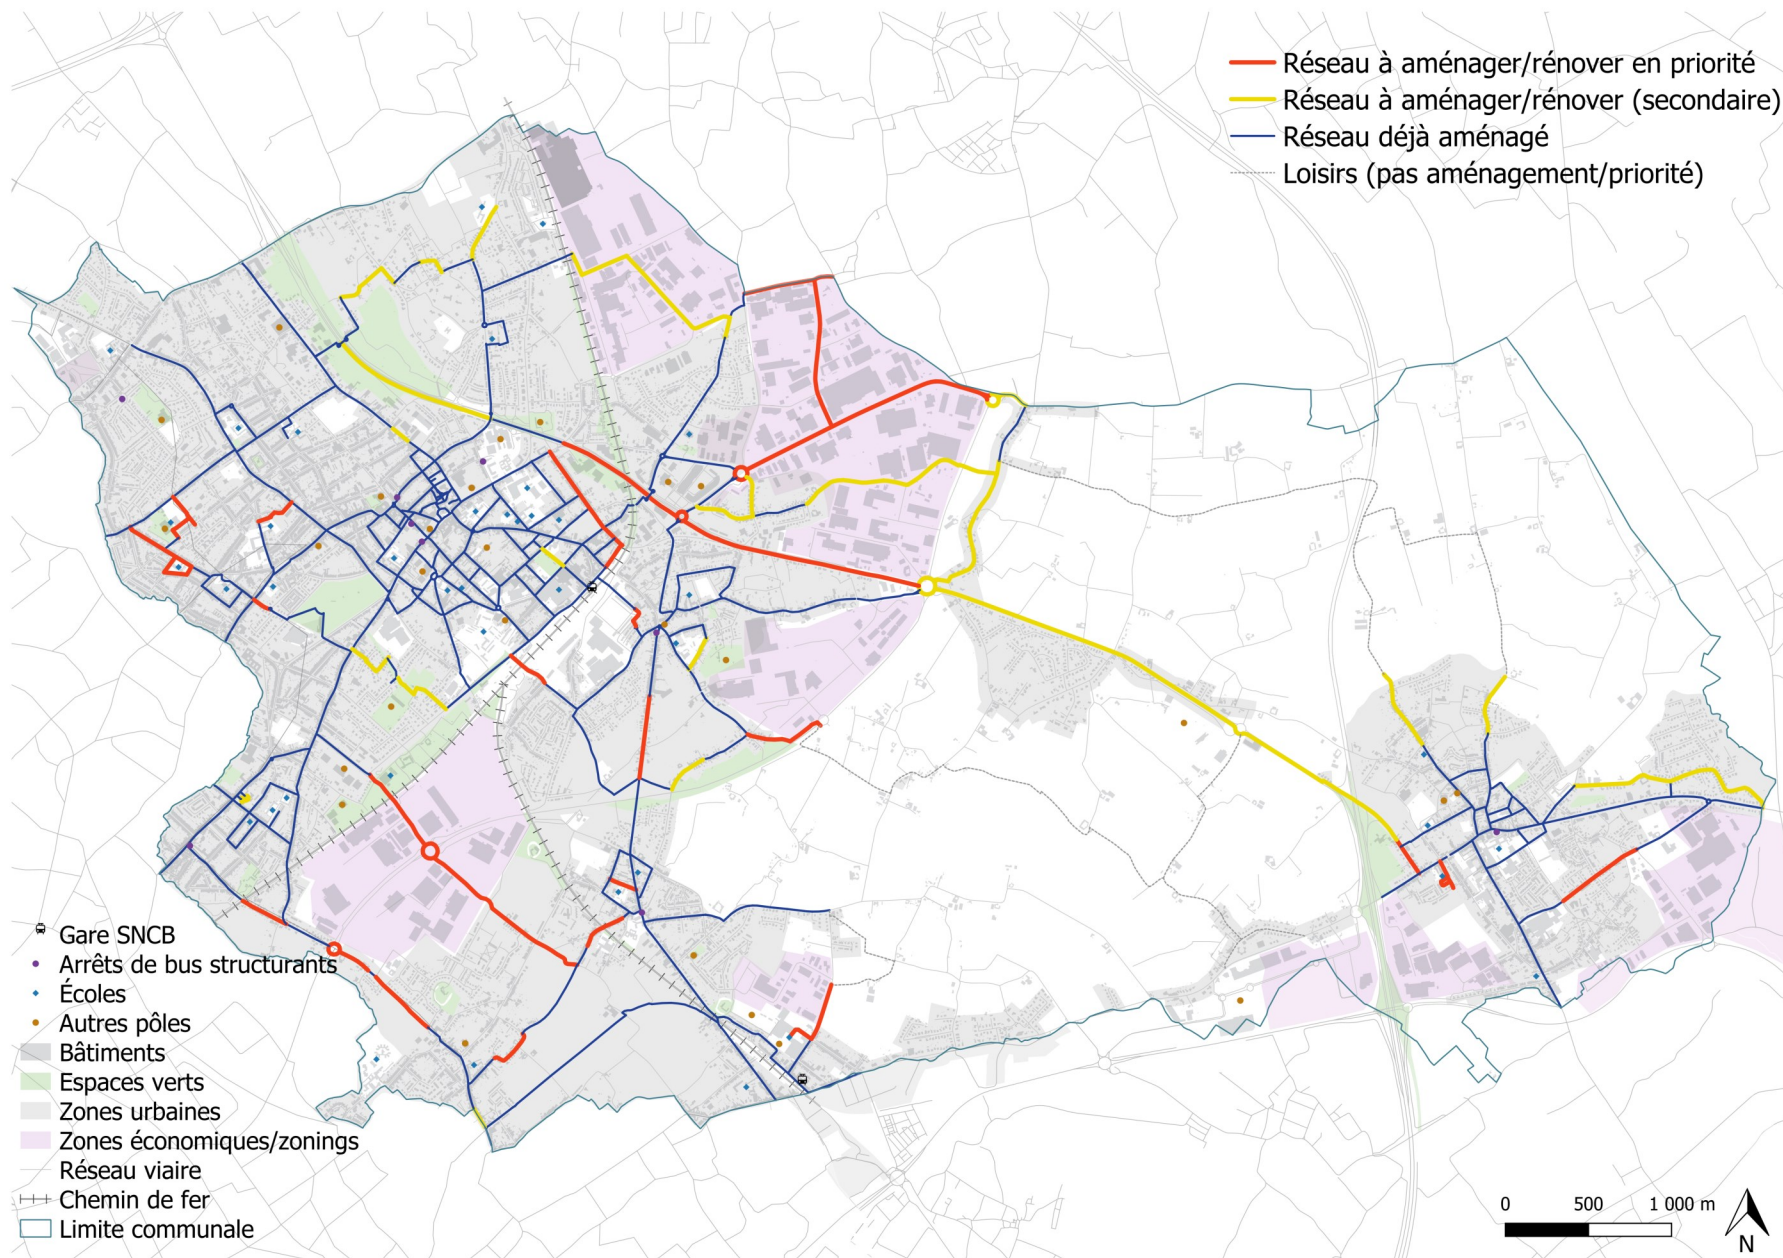 Réseau à aménager/rénover en priorité
Réseau à aménager/rénover (secondaire)
Réseau déjà aménagé
Loisirs (pas aménagement/priorité)
Gare SNCB
Arrêts de bus structurants
Écoles
Autres pôles
Bâtiments
Espaces verts
Zones urbaines
Zones économiques/zonings
Réseau viaire
Chemin de fer
Limite communale
0 500 1 000 m
N